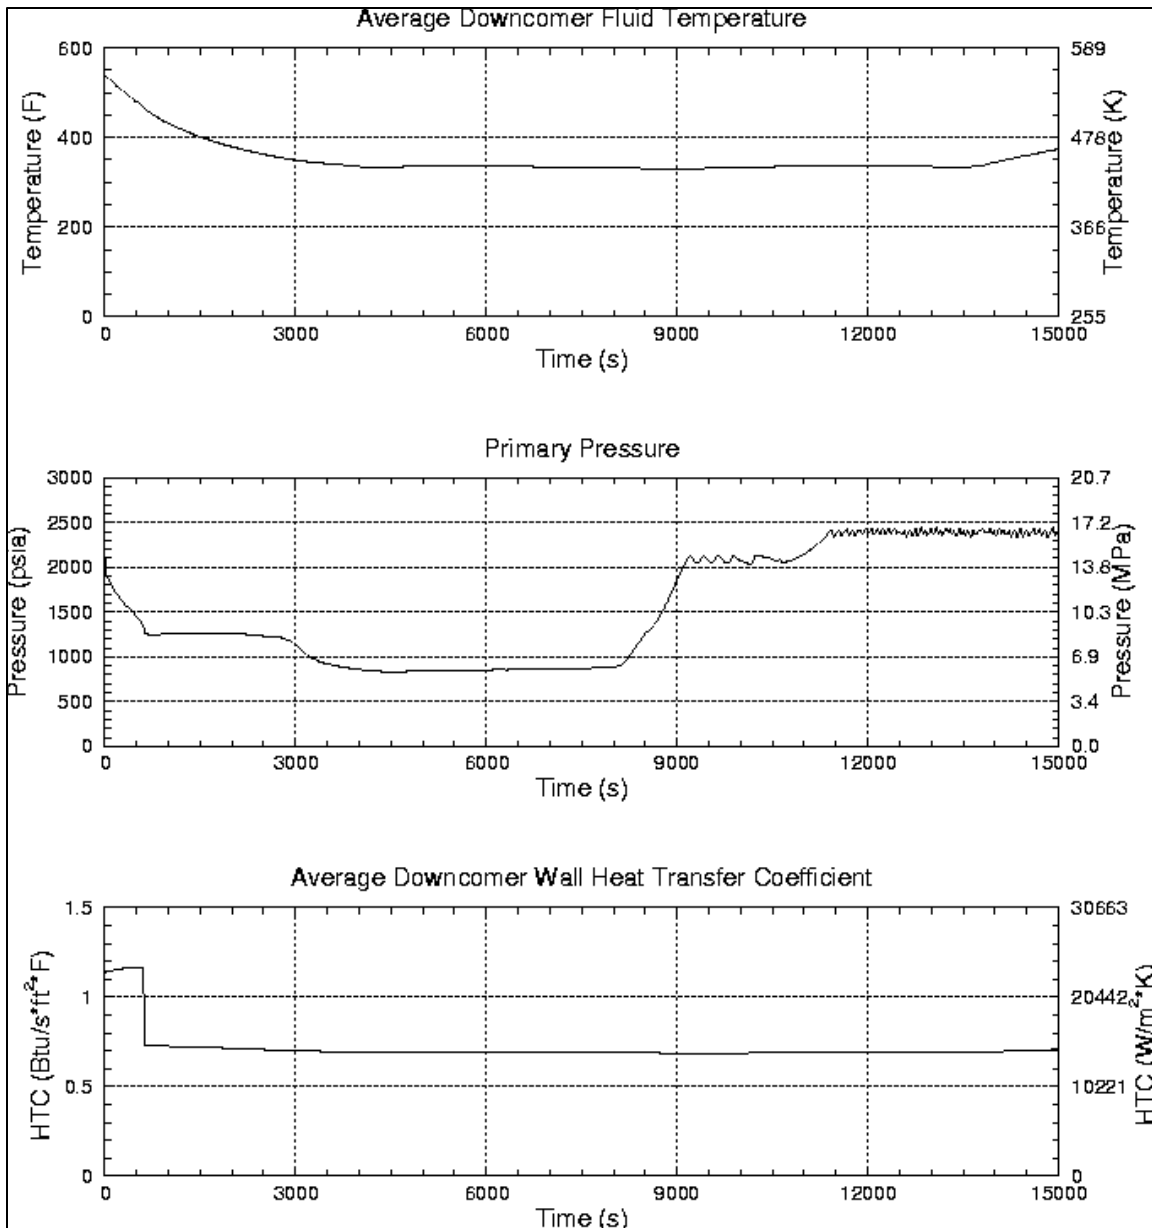 Average Downcomer Fluid Temperature
600 589
400 478
200 366
0 255
Temperature (F)
Temperature (K)
0 3000 6000 9000 12000 15000
Time (s)
Primary Pressure
3000 20.7
2500 17.2
2000 13.8
1500 10.3
1000 6.9
500 3.4
0 0.0
Pressure (psia)
Pressure (MPa)
0 3000 6000 9000 12000 15000
Time (s)
Average Downcomer Wall Heat Transfer Coefficient
1.5 30663
1 20442
0.5 10221
0 0
HTC (Btu/s*ft²*F)
HTC (W/m²*K)
0 3000 6000 9000 12000 15000
Time (s)